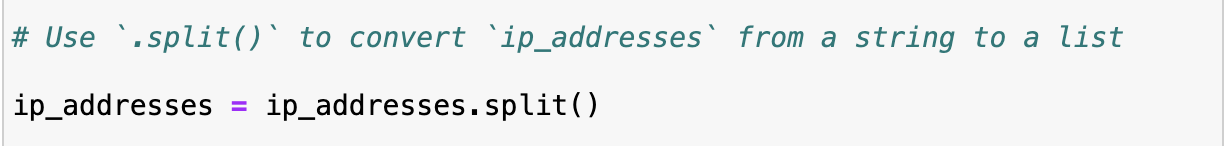 # Use `.split()` to convert `ip_addresses` from a string to a list
ip_addresses = ip_addresses.split()